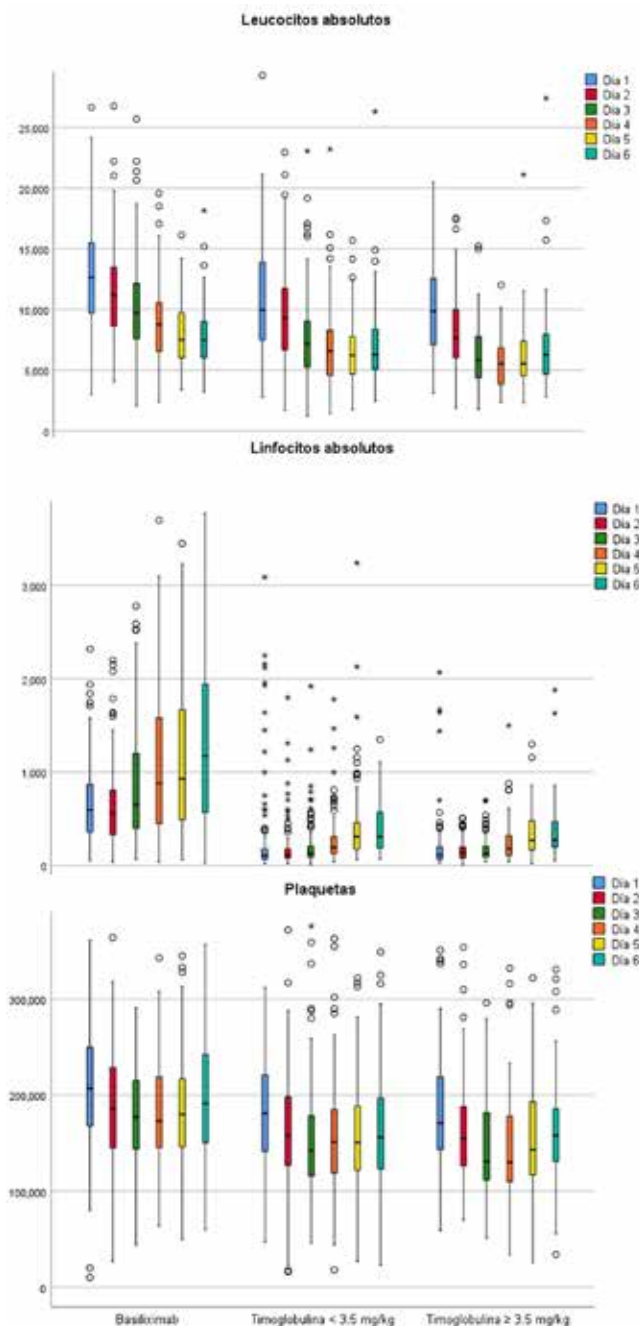 Leucocitos absolutos
Día 1
Día 2
Día 3
Día 4
Día 5
Día 6
25,000
20,000
15,000
10,000
5,000
0
Linfocitos absolutos
Día 1
Día 2
Día 3
Día 4
Día 5
Día 6
3,000
2,000
1,000
0
Plaquetas
Día 1
Día 2
Día 3
Día 4
Día 5
Día 6
300,000
200,000
100,000
0
Basiliximab
Timoglobulina < 3.5 mg/kg
Timoglobulina ≥ 3.5 mg/kg